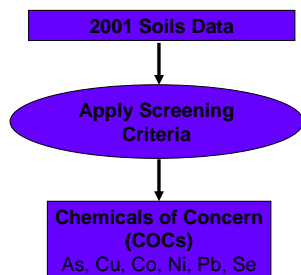 2001 Soils Data
Apply Screening
Criteria
Chemicals of Concern
(COCs)
As, Cu, Co, Ni, Pb, Se